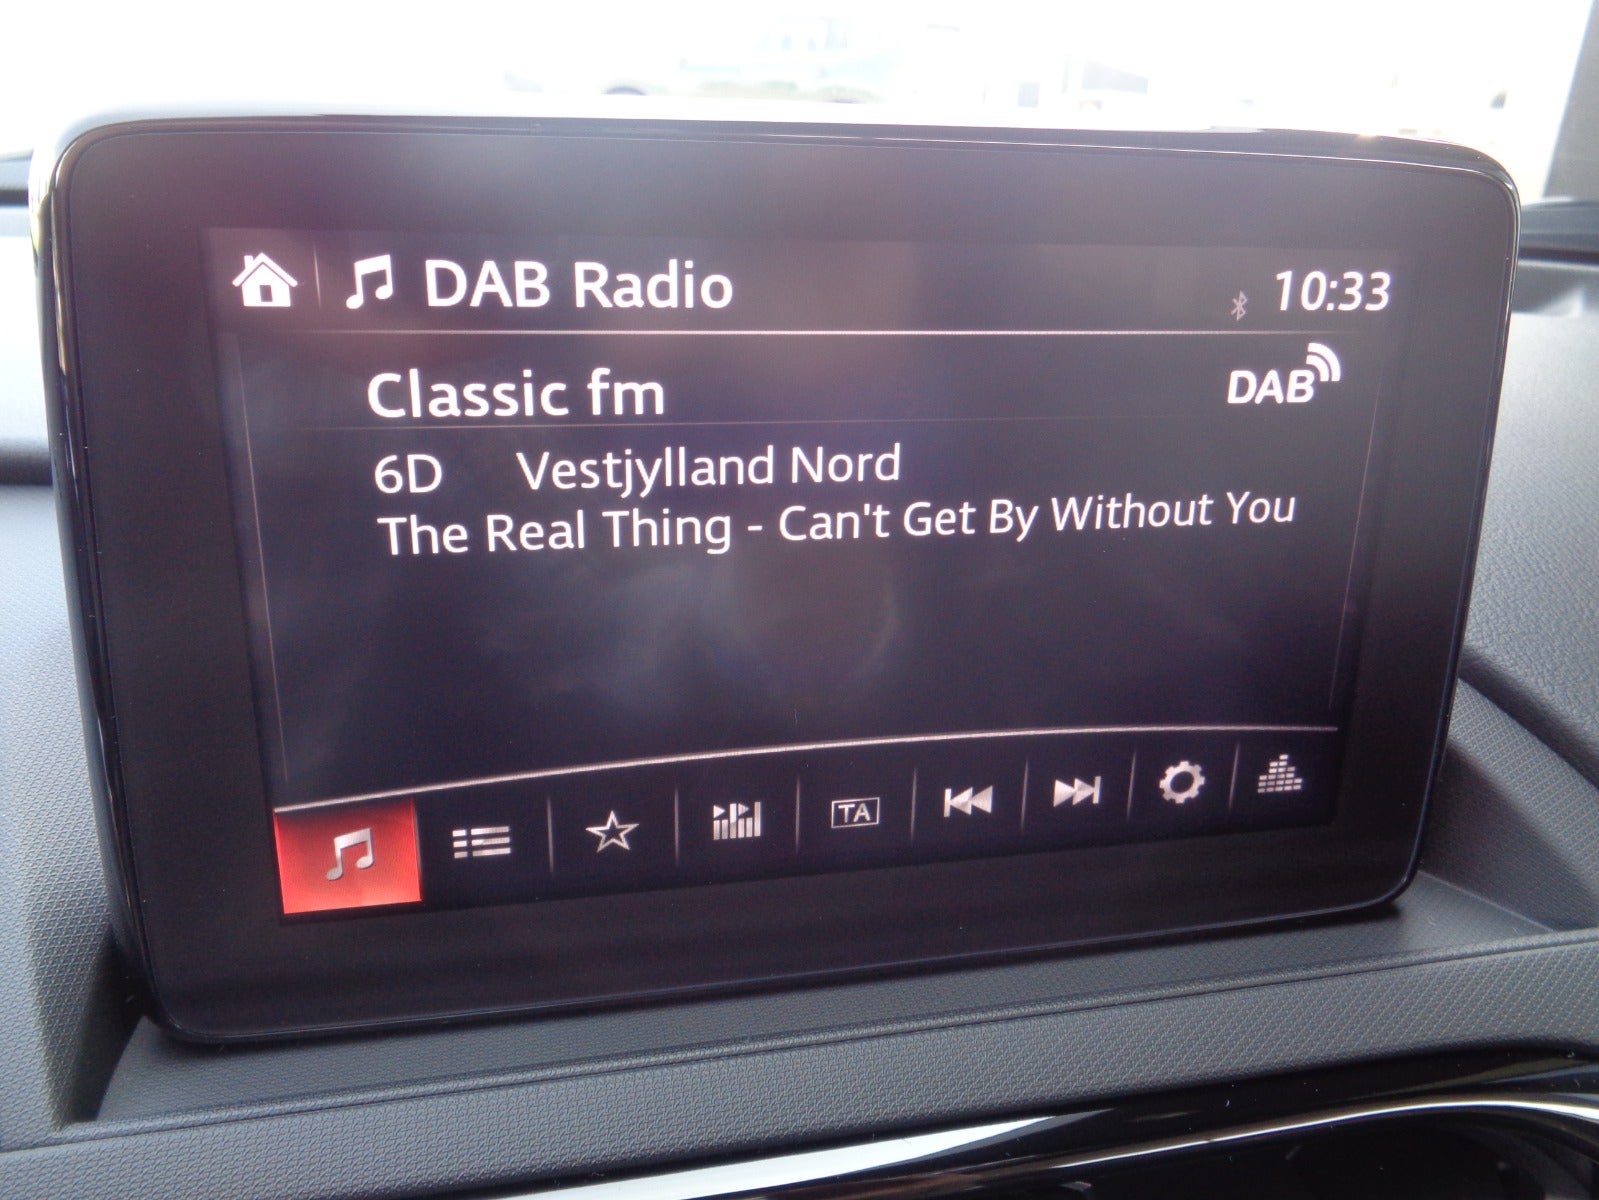 DAB Radio 10:33
Classic fm DAB
6D Vestjylland Nord
The Real Thing - Can't Get By Without You
TA